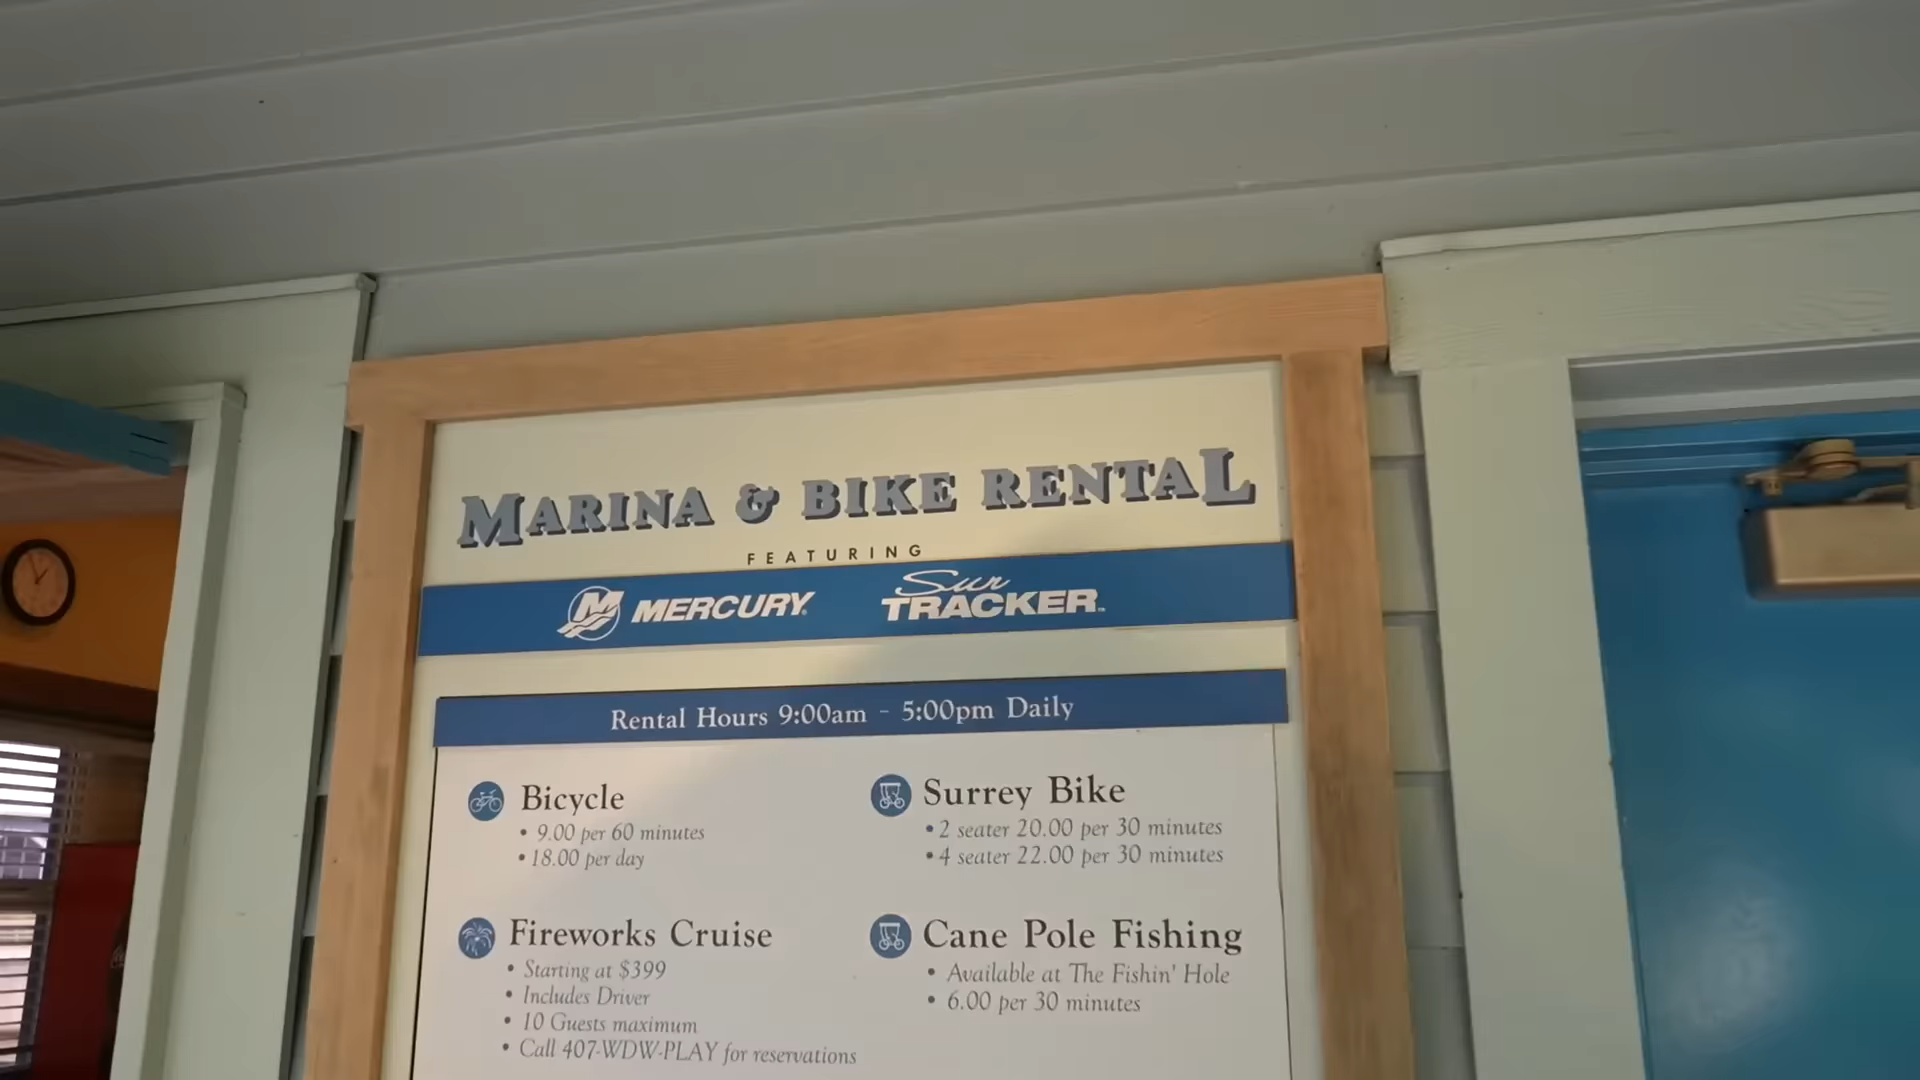 MARINA & BIKE RENTAL
FEATURING
MERCURY Sun TRACKER™
Rental Hours 9:00am - 5:00pm Daily
Bicycle
• 9.00 per 60 minutes
• 18.00 per day
Surrey Bike
• 2 seater 20.00 per 30 minutes
• 4 seater 22.00 per 30 minutes
Fireworks Cruise
• Starting at $399
• Includes Driver
• 10 Guests maximum
• Call 407-WDW-PLAY for reservations
Cane Pole Fishing
• Available at The Fishin' Hole
• 6.00 per 30 minutes